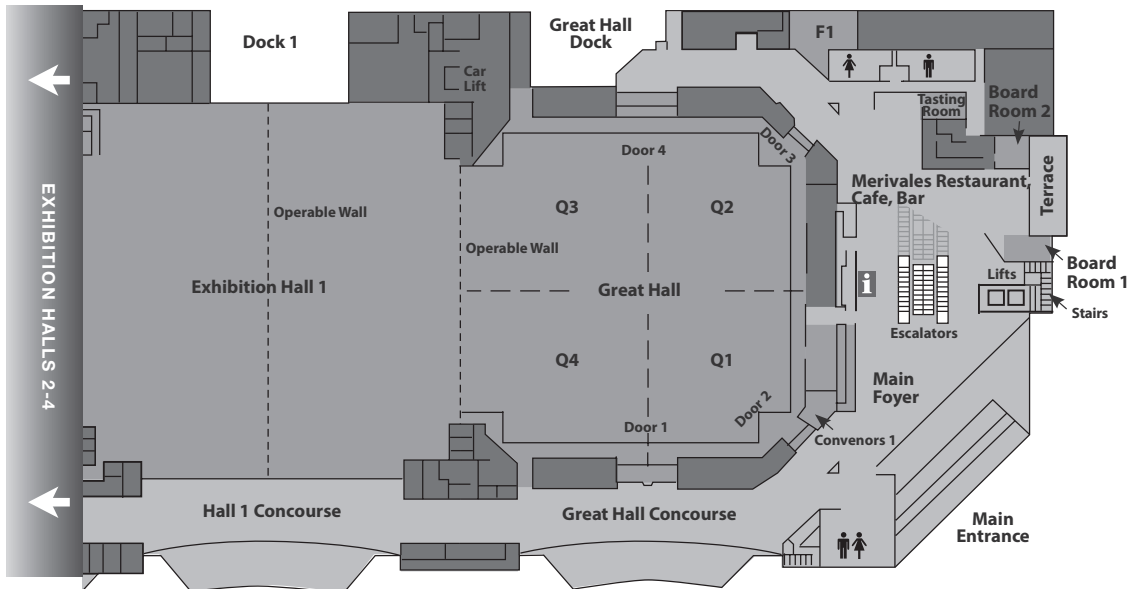 Dock 1
Great Hall
Dock
F1
Car
Lift
Tasting
Room
Board
Room 2
Door 4
Door 3
Merivales Restaurant,
Cafe, Bar
Terrace
EXHIBITION HALLS 2-4
Operable Wall
Q3
Q2
Operable Wall
Exhibition Hall 1
Great Hall
i
Lifts
Board
Room 1
Stairs
Escalators
Q4
Q1
Main
Foyer
Door 2
Door 1
Convenors 1
Hall 1 Concourse
Great Hall Concourse
Main
Entrance